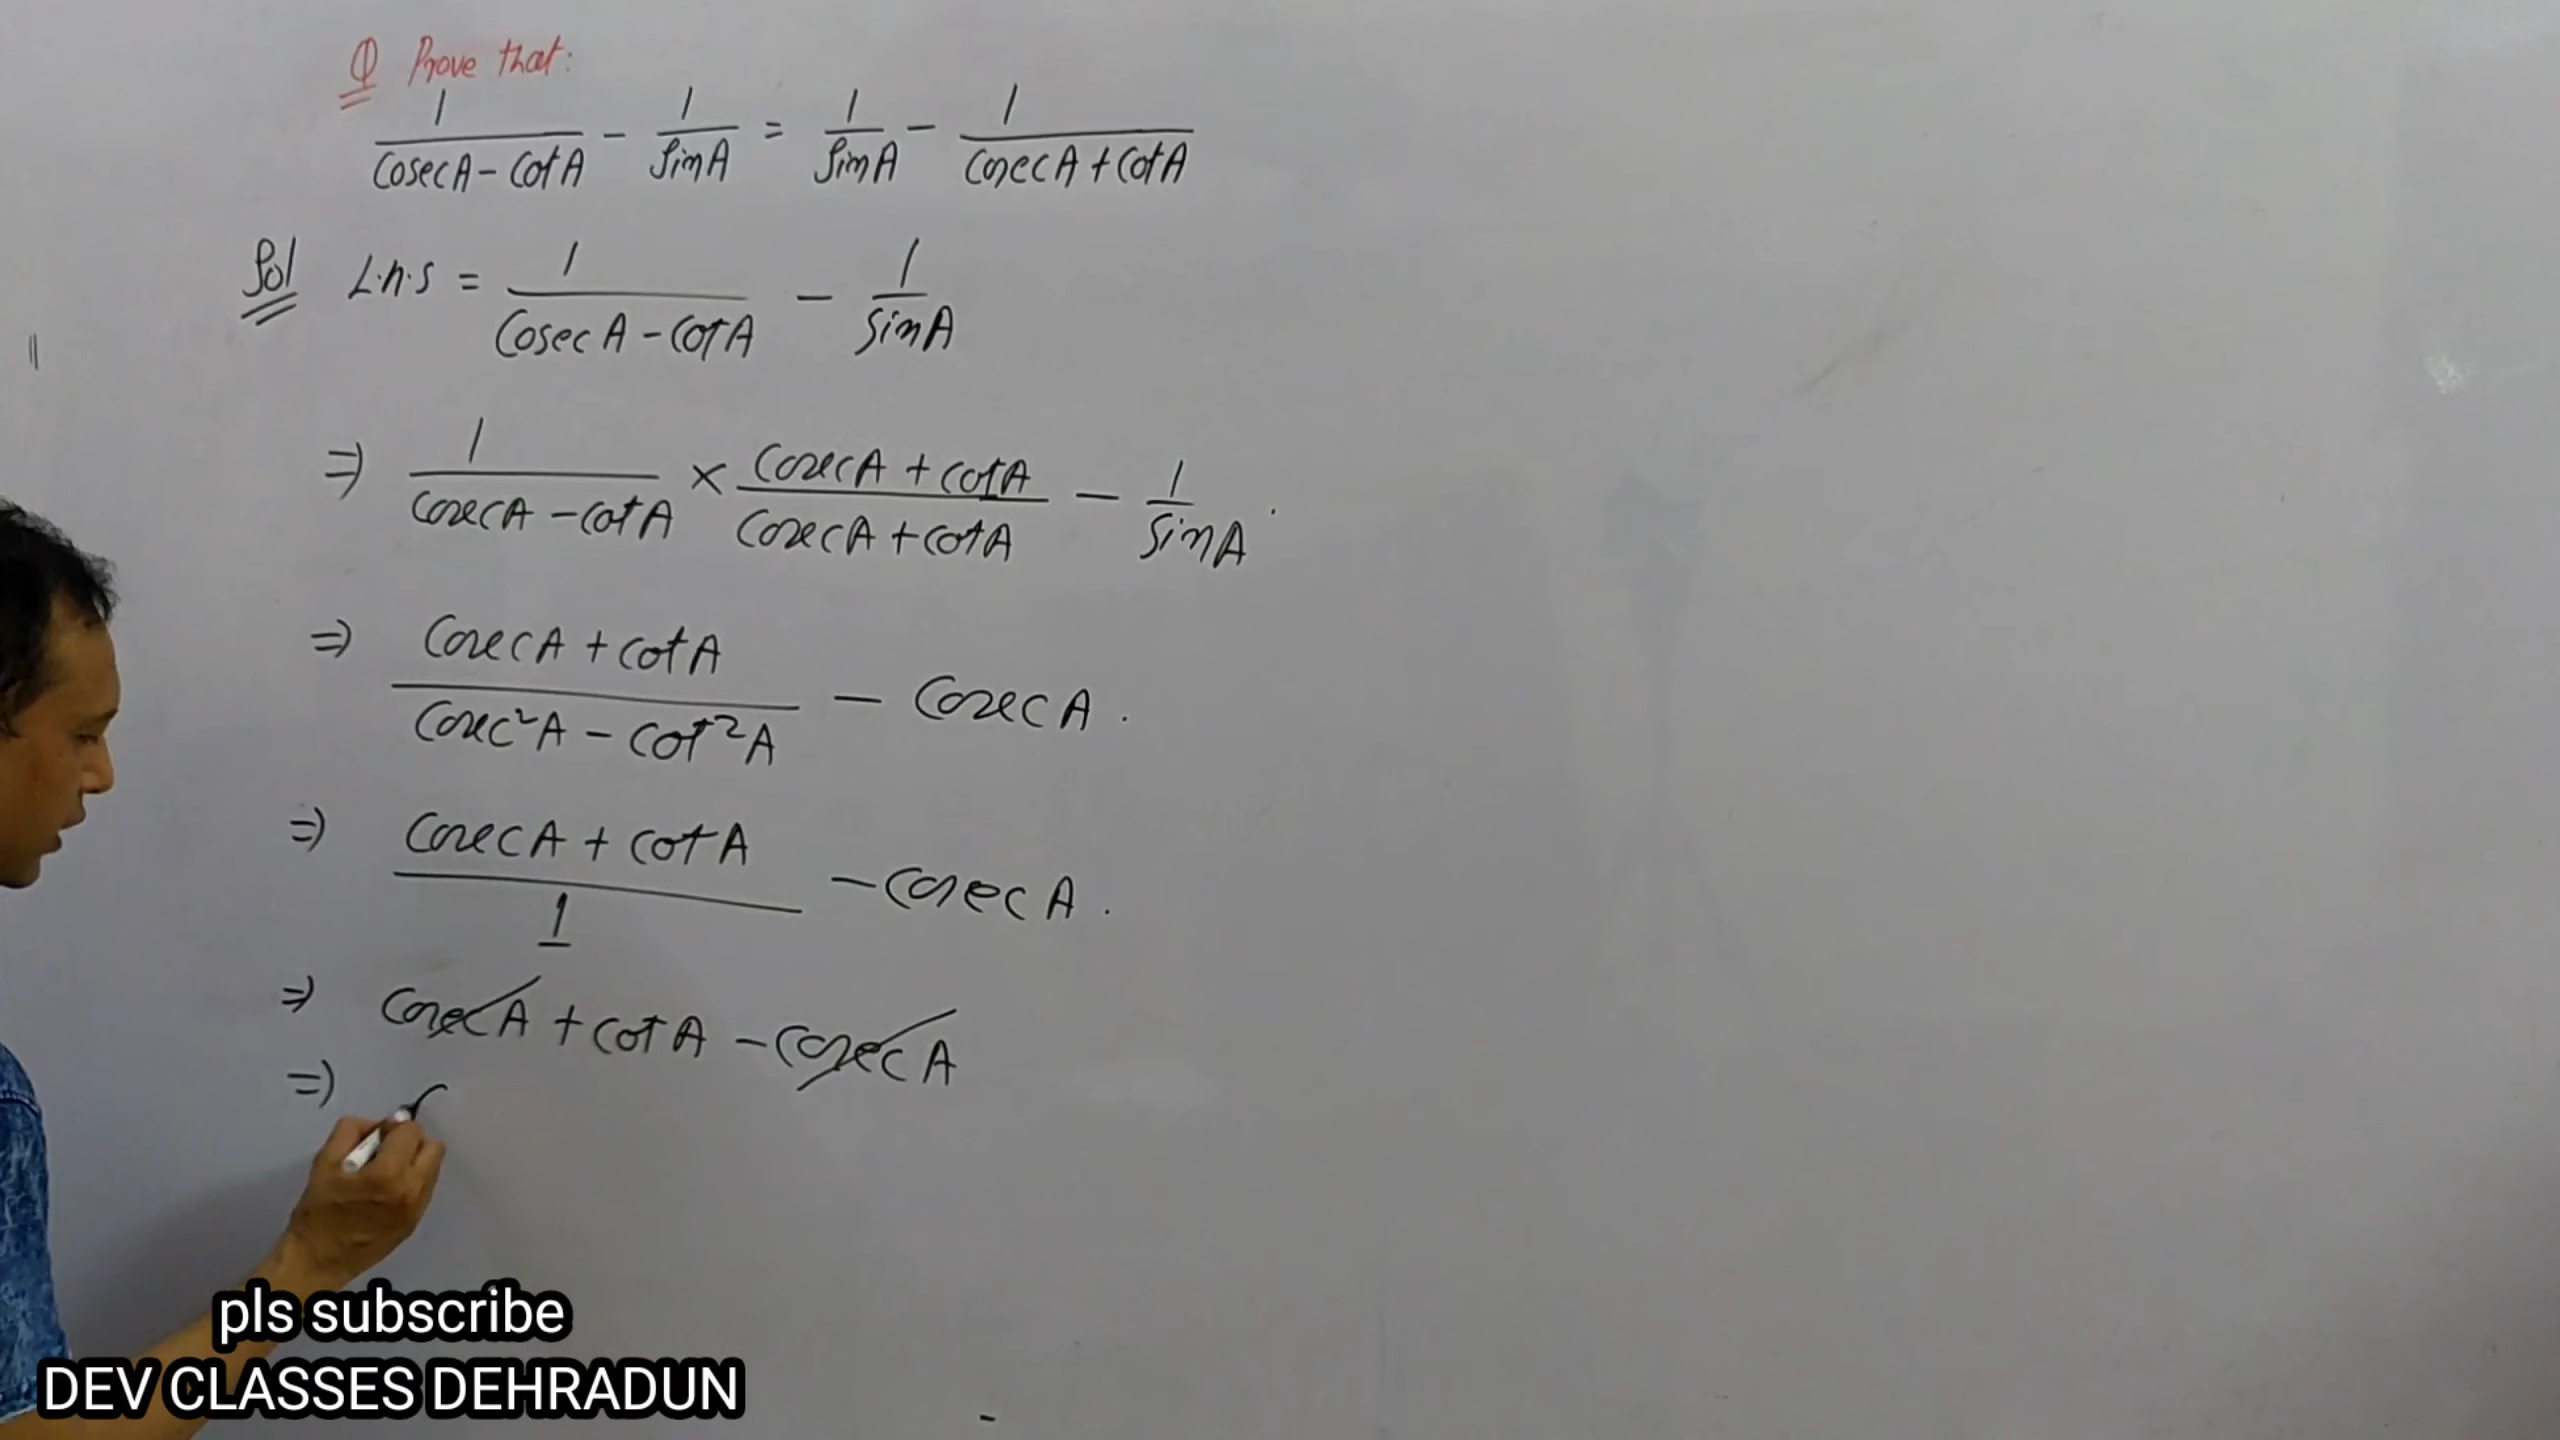 Q Prove that:
1/(CosecA - CotA) - 1/SinA = 1/SinA - 1/(CosecA + CotA)
Sol L.H.S = 1/(Cosec A - Cot A) - 1/SinA
⇒ 1/(CosecA - CotA) × (CosecA + CotA)/(CosecA + CotA) - 1/SinA.
⇒ (CosecA + CotA)/(Cosec²A - Cot²A) - Cosec A.
⇒ (CosecA + CotA)/1 - Cosec A.
⇒ CosecA + CotA - CosecA
⇒
pls subscribe
DEV CLASSES DEHRADUN